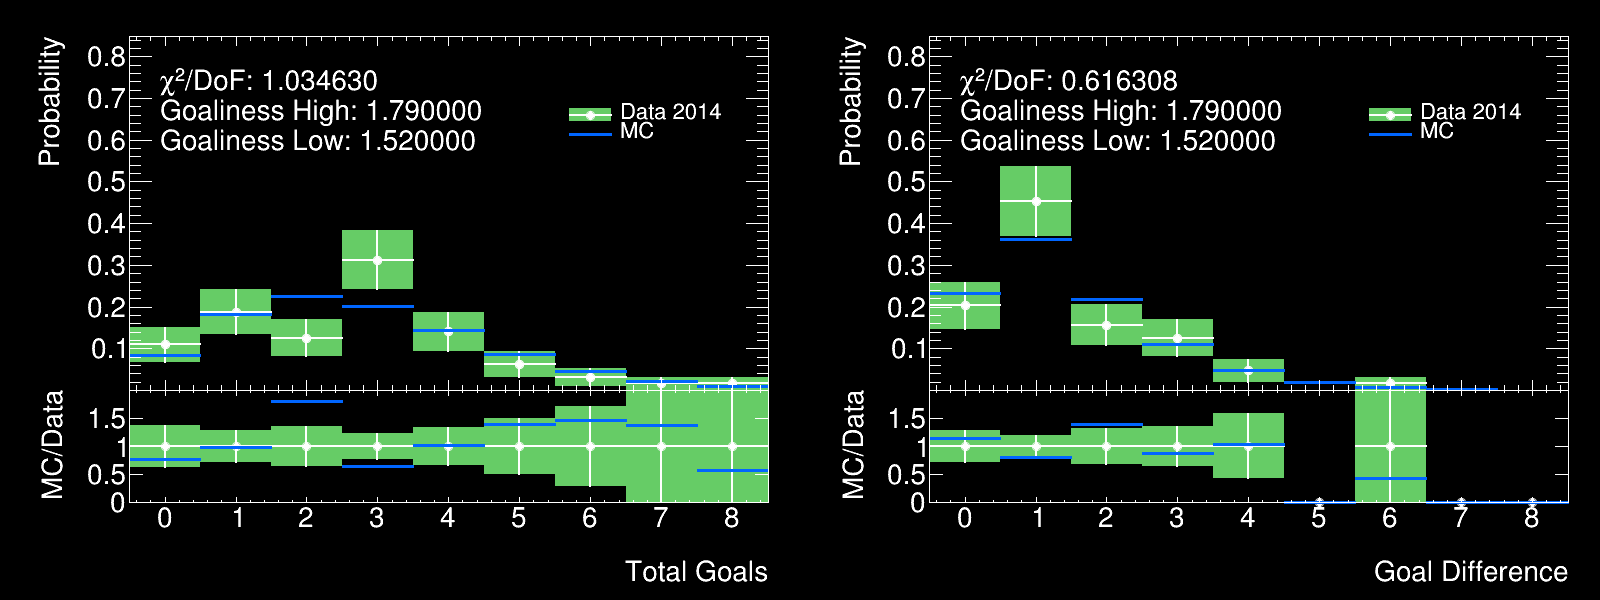 Probability
0.8
0.7
0.6
0.5
0.4
0.3
0.2
0.1
χ²/DoF: 1.034630
Goaliness High: 1.790000
Goaliness Low: 1.520000
Data 2014
MC
MC/Data
1.5
1
0.5
0
0 1 2 3 4 5 6 7 8
Total Goals
Probability
0.8
0.7
0.6
0.5
0.4
0.3
0.2
0.1
χ²/DoF: 0.616308
Goaliness High: 1.790000
Goaliness Low: 1.520000
Data 2014
MC
MC/Data
1.5
1
0.5
0
0 1 2 3 4 5 6 7 8
Goal Difference